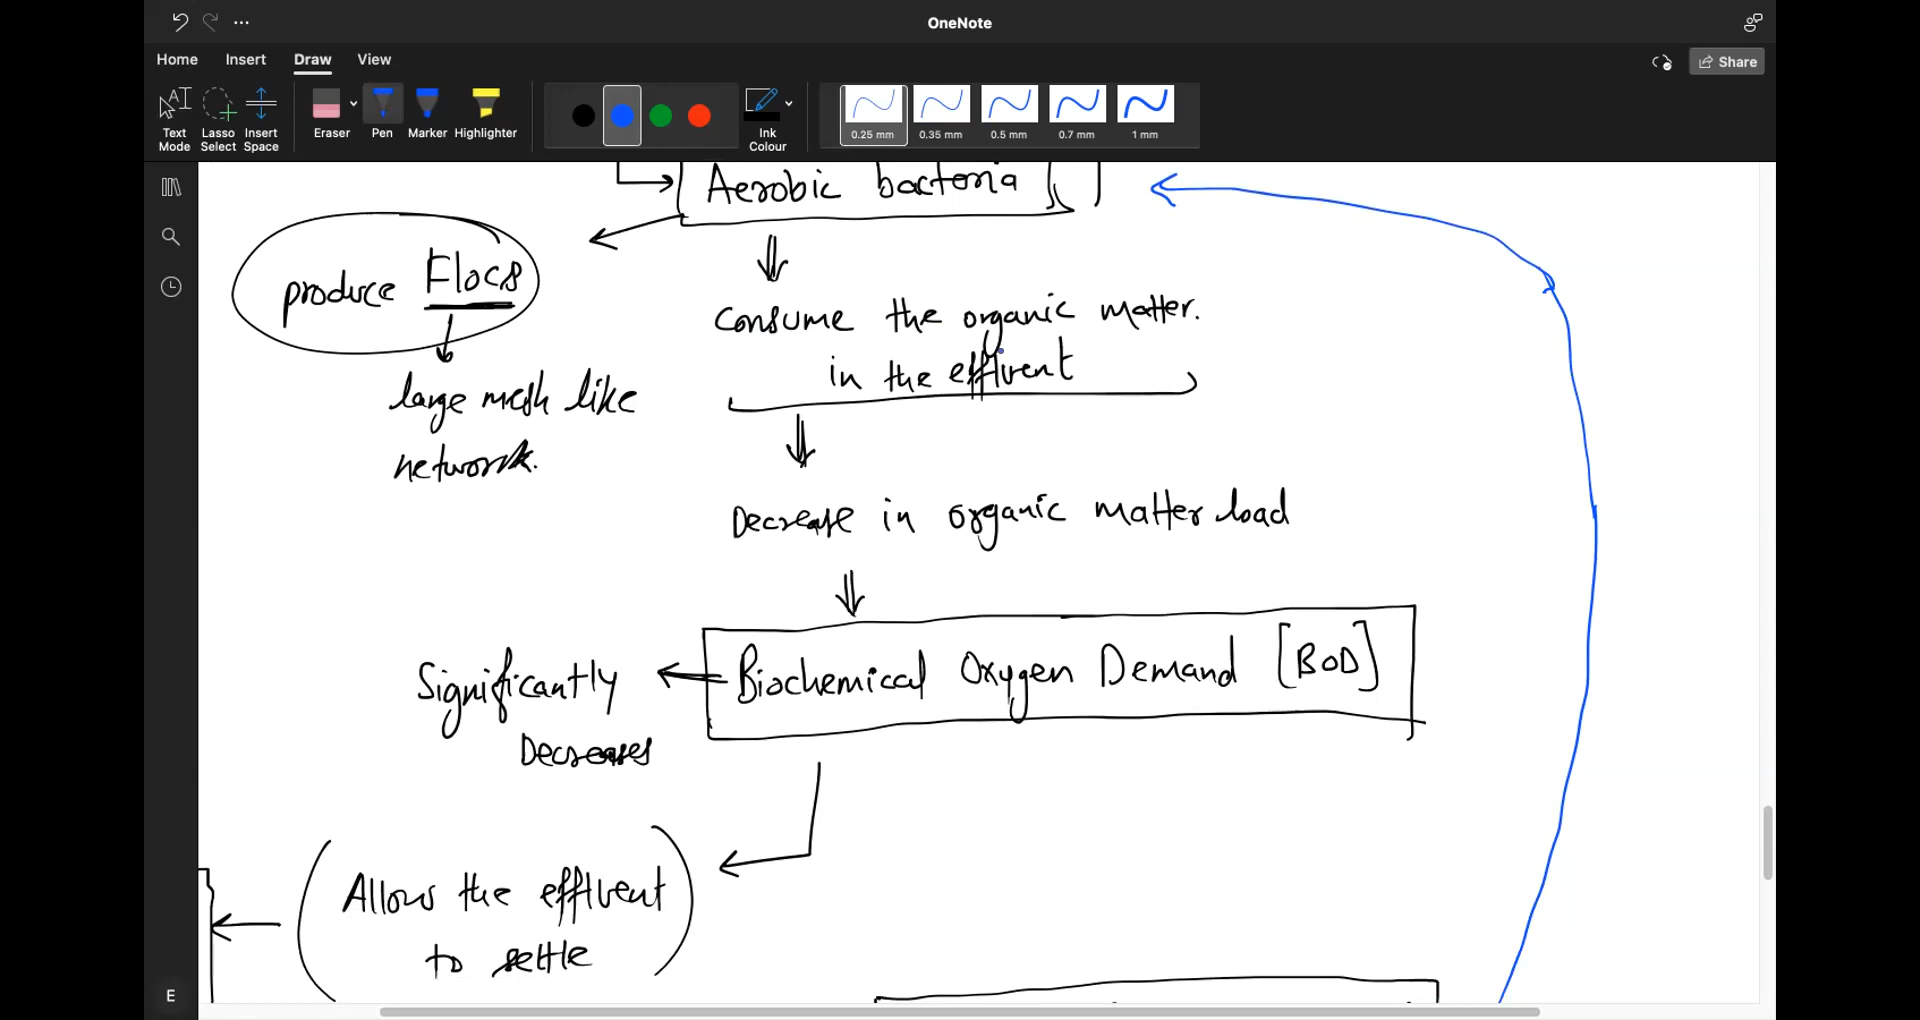 OneNote
Home Insert Draw View
Share
Text Mode
Lasso Select
Insert Space
Eraser
Pen
Marker
Highlighter
Ink Colour
0.25 mm
0.35 mm
0.5 mm
0.7 mm
1 mm
Aerobic bacteria
produce Flocs
large mesh like
network.
Consume the organic matter.
in the effluent
Decrease in organic matter load
Biochemical Oxygen Demand [BOD]
Significantly
Decreases
Allows the effluent
to settle
E